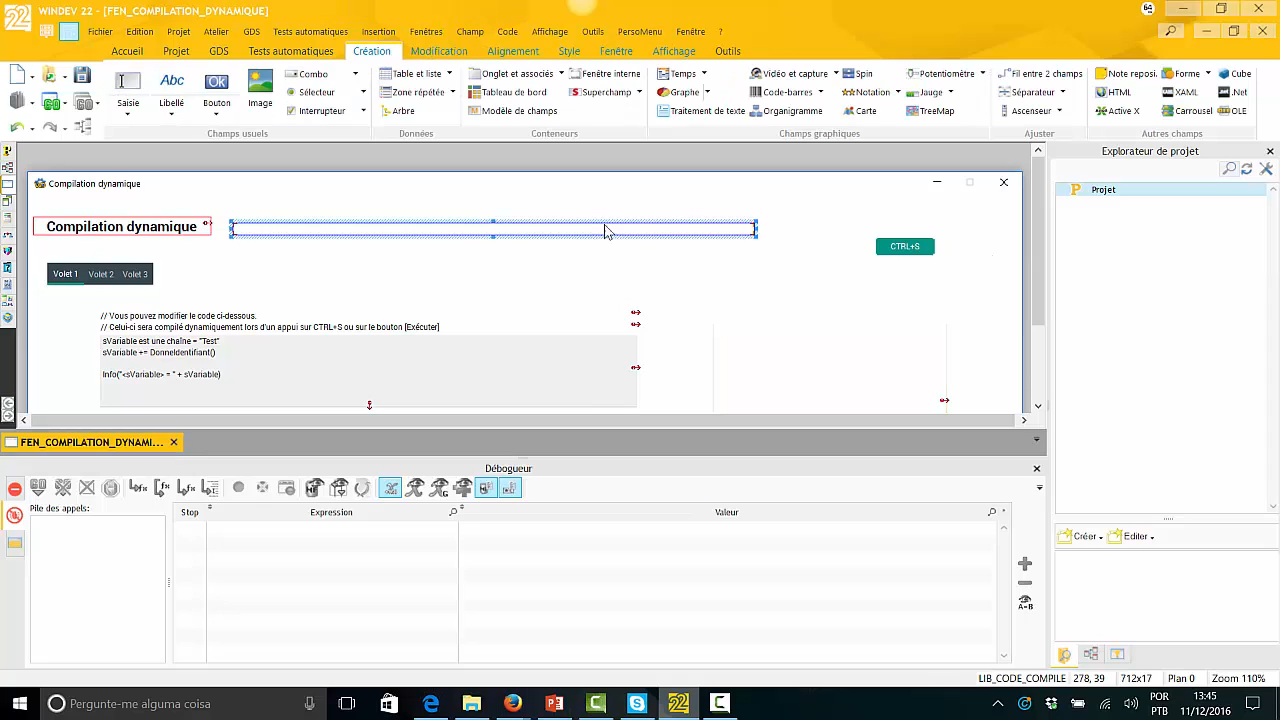 WINDEV 22 - [FEN_COMPILATION_DYNAMIQUE]
64
Fichier Edition Projet Atelier GDS Tests automatiques Insertion Fenêtres Champ Code Affichage Outils PersoMenu Fenêtre ?
Accueil Projet GDS Tests automatiques Création Modification Alignement Style Fenêtre Affichage Outils
Saisie
Abc
Libellé
Ok
Bouton
Image
Combo
Sélecteur
Interrupteur
Champs usuels
Table et liste
Zone répétée
Arbre
Données
Onglet et associés
Tableau de bord
Modèle de champs
Fenêtre interne
Superchamp
Conteneurs
Temps
Graphe
Traitement de texte
Vidéo et capture
Code-barres
Organigramme
Spin
Notation
Carte
Potentiomètre
Jauge
TreeMap
Champs graphiques
Fil entre 2 champs
Séparateur
Ascenseur
Ajuster
Note reposi.
HTML
Active X
Forme
XAML
Carrousel
Cube
.Net
OLE
Autres champs
Compilation dynamique
Compilation dynamique
CTRL+S
Volet 1 Volet 2 Volet 3
// Vous pouvez modifier le code ci-dessous.
// Celui-ci sera compilé dynamiquement lors d'un appui sur CTRL+S ou sur le bouton [Exécuter]
sVariable est une chaîne = "Test"
sVariable += DonneIdentifiant()
Info("<sVariable> = " + sVariable)
Explorateur de projet
Projet
Créer
Editer
FEN_COMPILATION_DYNAMI...
Débogueur
Pile des appels:
Stop Expression Valeur
A=B
LIB_CODE_COMPILE 278, 39 712x17 Plan 0 Zoom 110%
Pergunte-me alguma coisa
22
POR
PTB
13:45
11/12/2016